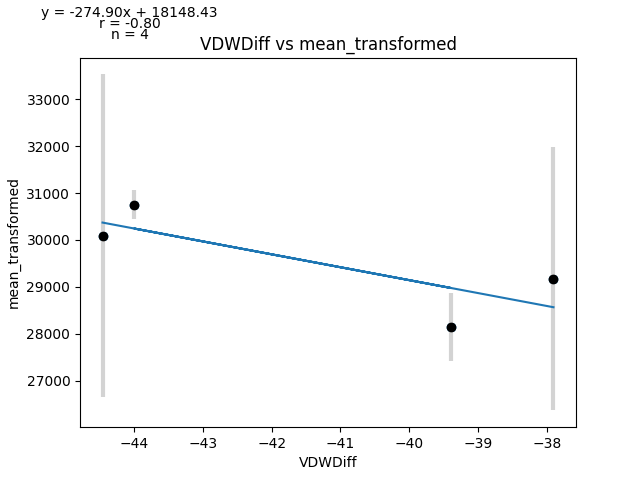 y = -274.90x + 18148.43
r = -0.80
n = 4
VDWDiff vs mean_transformed
33000
32000
31000
30000
29000
28000
27000
mean_transformed
−44
−43
−42
−41
−40
−39
−38
VDWDiff